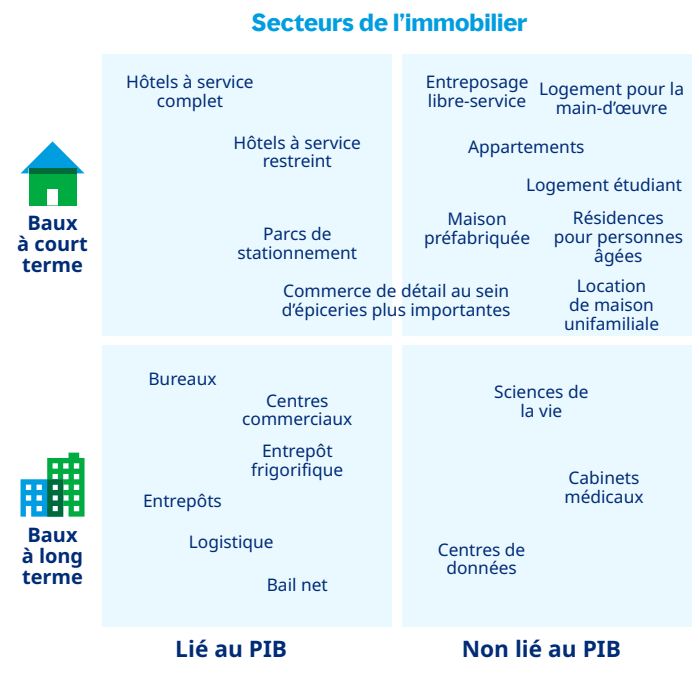 Secteurs de l’immobilier
Hôtels à service
complet
Hôtels à service
restreint
Parcs de
stationnement
Commerce de détail au sein
d’épiceries plus importantes
Entreposage
libre-service
Logement pour la
main-d’œuvre
Appartements
Logement étudiant
Maison
préfabriquée
Résidences
pour personnes
âgées
Location
de maison
unifamiliale
Baux
à court
terme
Bureaux
Centres
commerciaux
Entrepôt
frigorifique
Entrepôts
Logistique
Bail net
Sciences de
la vie
Cabinets
médicaux
Centres de
données
Baux
à long
terme
Lié au PIB
Non lié au PIB